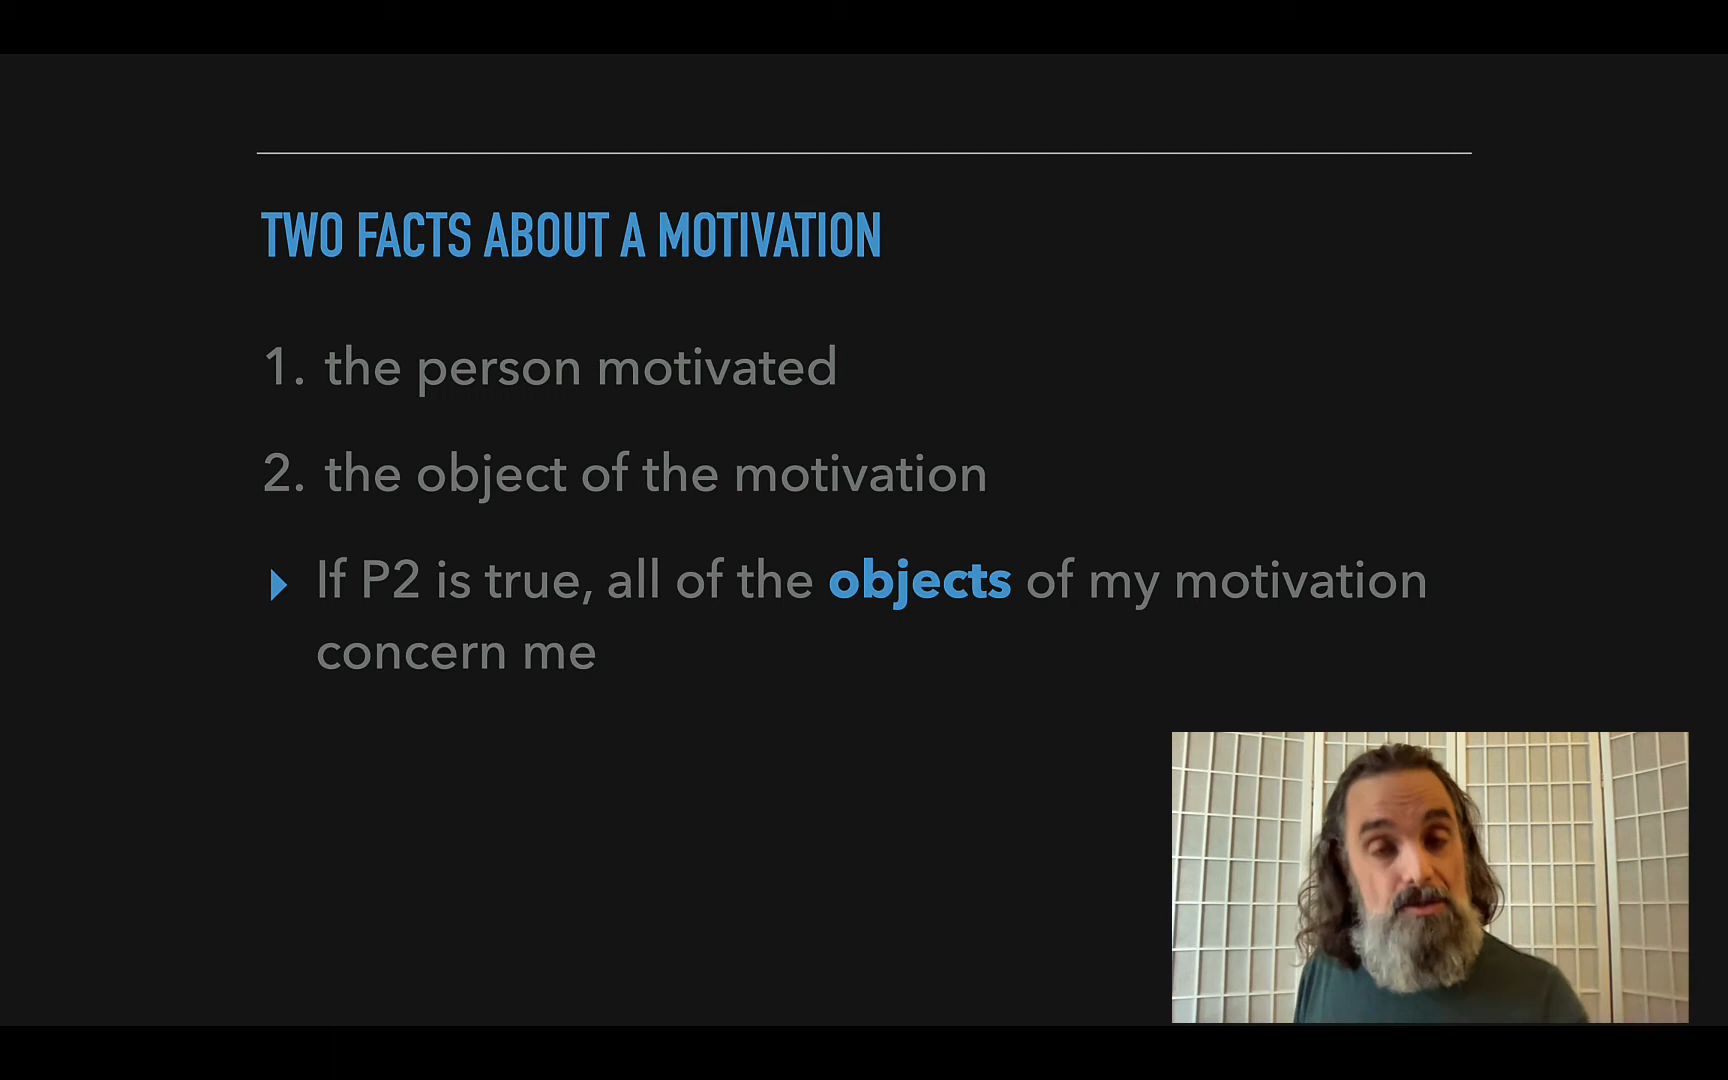 TWO FACTS ABOUT A MOTIVATION
1. the person motivated
2. the object of the motivation
If P2 is true, all of the objects of my motivation
concern me